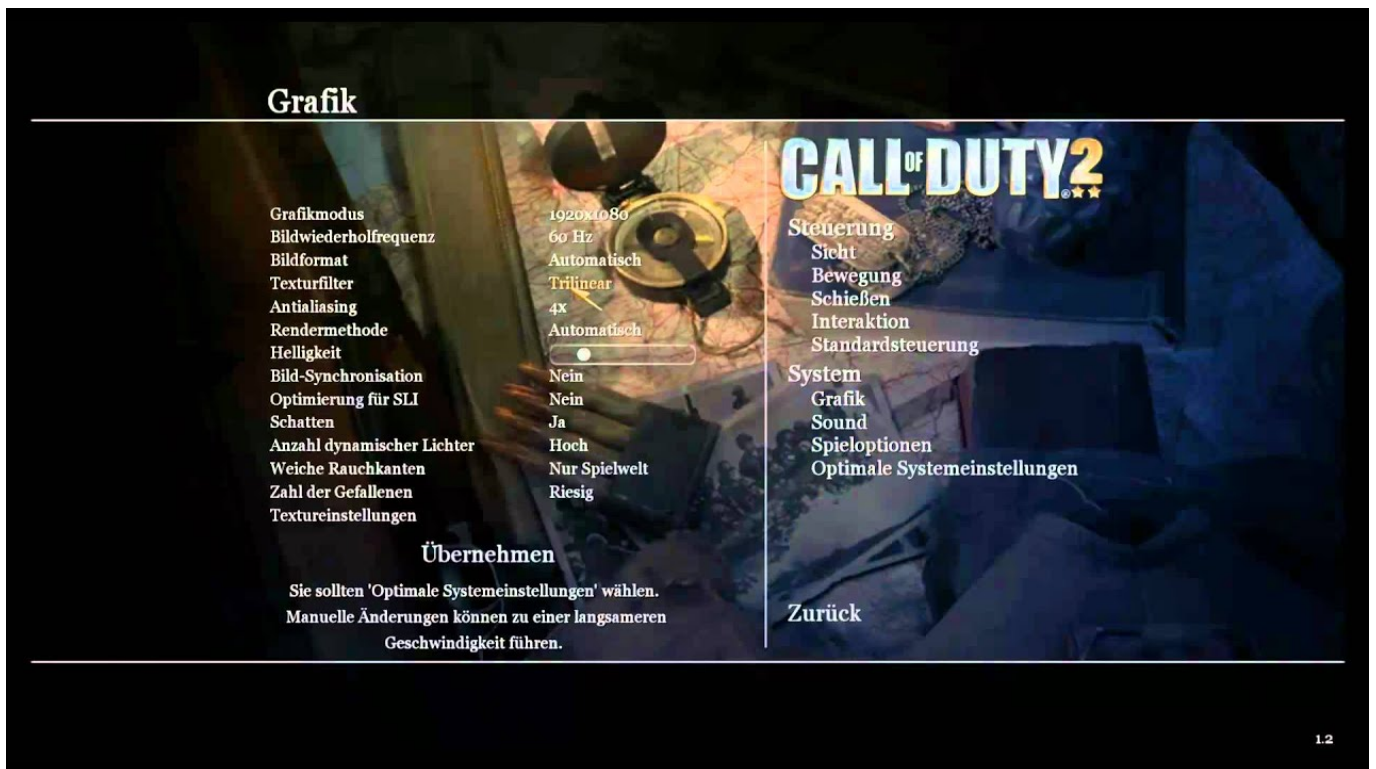 Grafik
CALL OF DUTY 2
Grafikmodus 1920x1080
Bildwiederholfrequenz 60 Hz
Bildformat Automatisch
Texturfilter Trilinear
Antialiasing 4x
Rendermethode Automatisch
Helligkeit
Bild-Synchronisation Nein
Optimierung für SLI Nein
Schatten Ja
Anzahl dynamischer Lichter Hoch
Weiche Rauchkanten Nur Spielwelt
Zahl der Gefallenen Riesig
Textureinstellungen
Übernehmen
Sie sollten 'Optimale Systemeinstellungen' wählen.
Manuelle Änderungen können zu einer langsameren
Geschwindigkeit führen.
Steuerung
Sicht
Bewegung
Schießen
Interaktion
Standardsteuerung
System
Grafik
Sound
Spieloptionen
Optimale Systemeinstellungen
Zurück
1.2